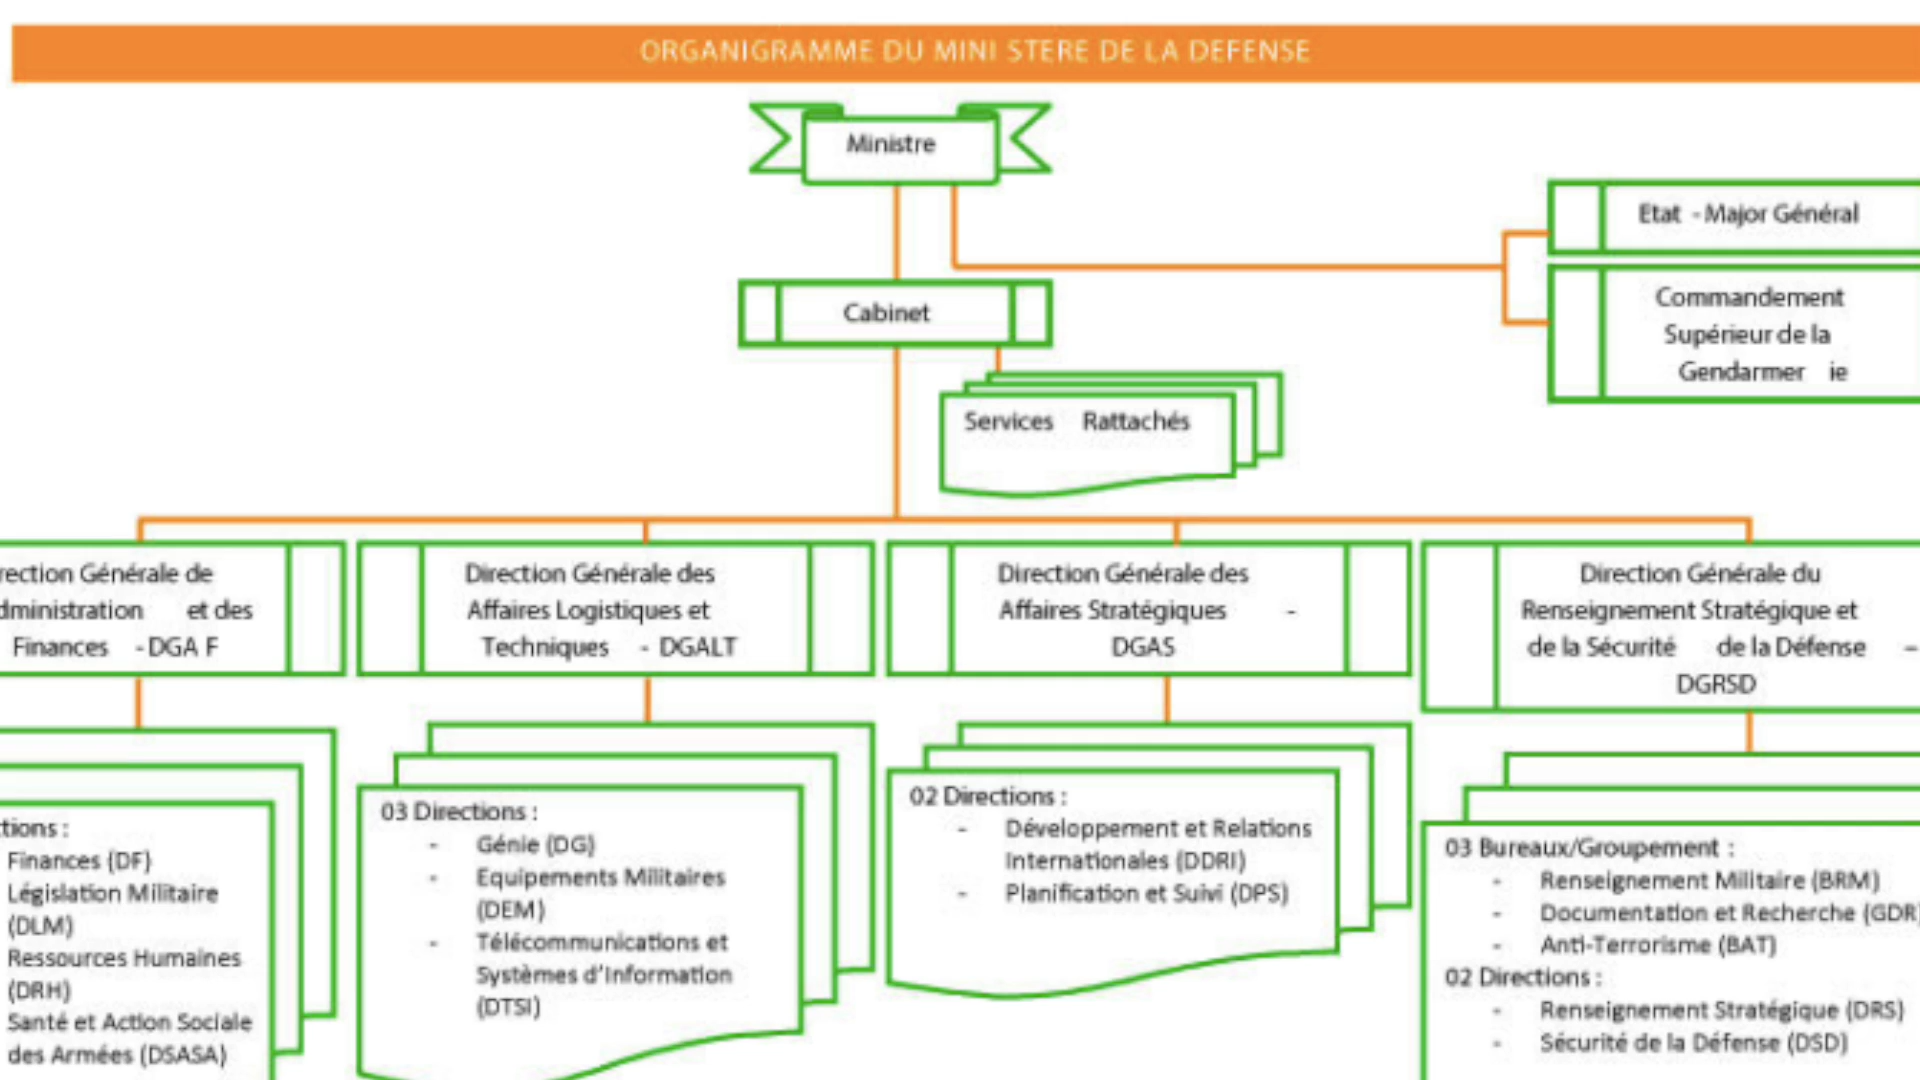 ORGANIGRAMME DU MINI STERE DE LA DEFENSE
Ministre
Etat - Major Général
Commandement
Supérieur de la
Gendarmer ie
Cabinet
Services Rattachés
rection Générale de
dministration et des
Finances - DGA F
Direction Générale des
Affaires Logistiques et
Techniques - DGALT
Direction Générale des
Affaires Stratégiques -
DGAS
Direction Générale du
Renseignement Stratégique et
de la Sécurité de la Défense –
DGRSD
tions :
Finances (DF)
Législation Militaire
(DLM)
Ressources Humaines
(DRH)
Santé et Action Sociale
des Armées (DSASA)
03 Directions :
- Génie (DG)
- Equipements Militaires
(DEM)
- Télécommunications et
Systèmes d'Information
(DTSI)
02 Directions :
- Développement et Relations
Internationales (DDRI)
- Planification et Suivi (DPS)
03 Bureaux/Groupement :
- Renseignement Militaire (BRM)
- Documentation et Recherche (GDR)
- Anti-Terrorisme (BAT)
02 Directions :
- Renseignement Stratégique (DRS)
- Sécurité de la Défense (DSD)